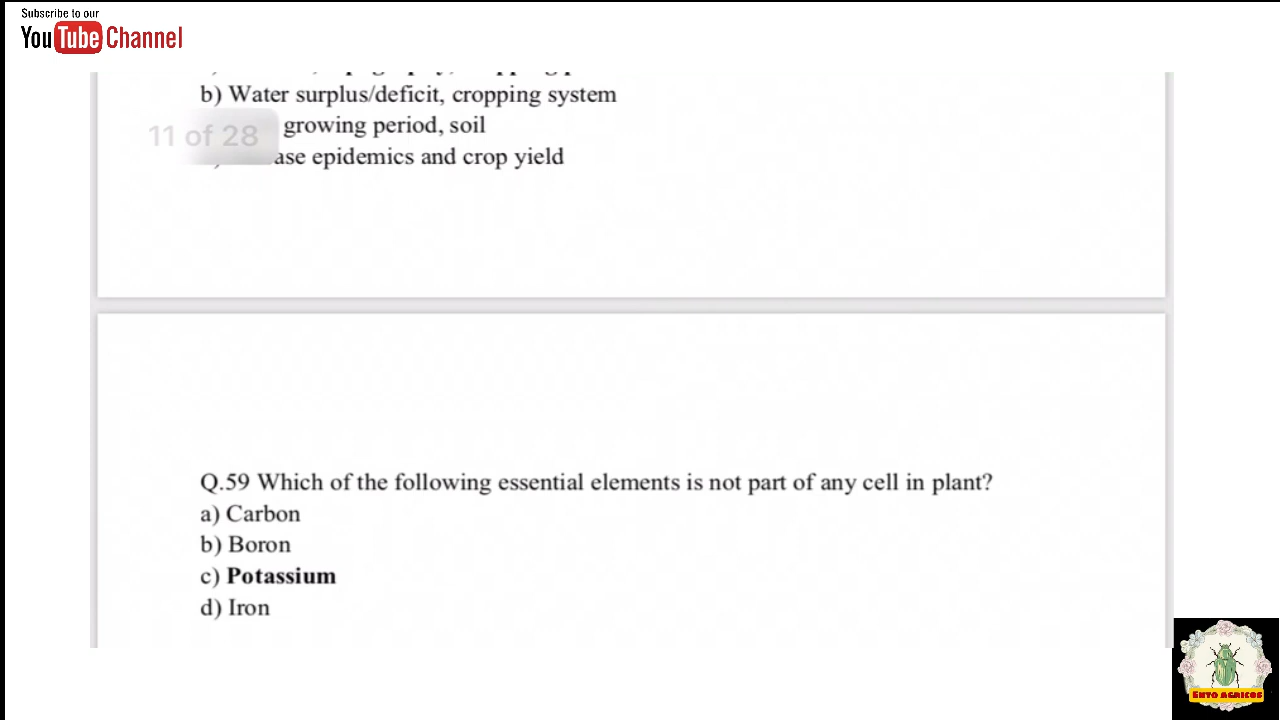 Subscribe to our
YouTube Channel
b) Water surplus/deficit, cropping system
11 of 28
growing period, soil
ase epidemics and crop yield
Q.59 Which of the following essential elements is not part of any cell in plant?
a) Carbon
b) Boron
c) Potassium
d) Iron
ENTO AGRICOS